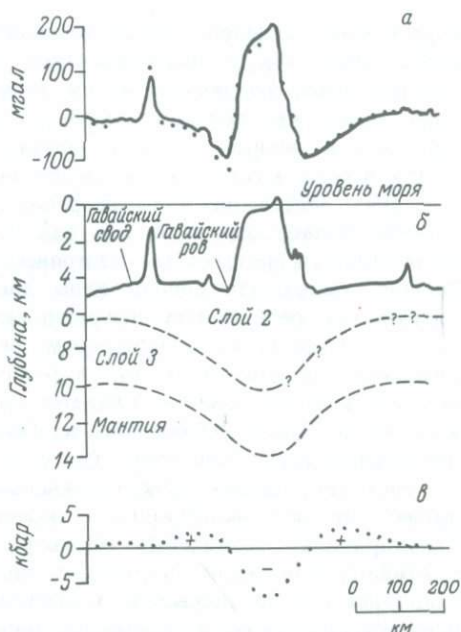 а
200
100
0
-100
мгал
Уровень моря
б
0
2
4
6
8
10
12
14
Глубина, км
Гавайский
свод
Гавайский
ров
Слой 2
? -? -
Слой 3
?
?
Мантия
в
5
0
-5
кбар
+
+
−
0 100 200
км